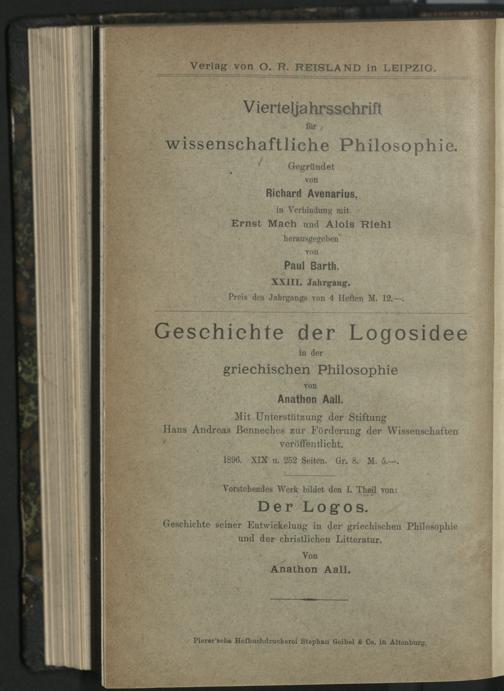 Verlag von O. R. REISLAND in LEIPZIG.
Vierteljahrsschrift
für
wissenschaftliche Philosophie.
Gegründet
von
Richard Avenarius,
in Verbindung mit
Ernst Mach und Alois Riehl
herausgegeben
von
Paul Barth.
XXIII. Jahrgang.
Preis des Jahrgangs von 4 Heften M. 12.—.
Geschichte der Logosidee
in der
griechischen Philosophie
von
Anathon Aall.
Mit Unterstützung der Stiftung
Hans Andreas Benneches zur Förderung der Wissenschaften
veröffentlicht.
1896. XIX u. 252 Seiten. Gr. 8. M. 5.—.
Vorstehendes Werk bildet den I. Theil von:
Der Logos.
Geschichte seiner Entwickelung in der griechischen Philosophie
und der christlichen Litteratur.
Von
Anathon Aall.
Pierer'sche Hofbuchdruckerei Stephan Geibel & Co. in Altenburg.